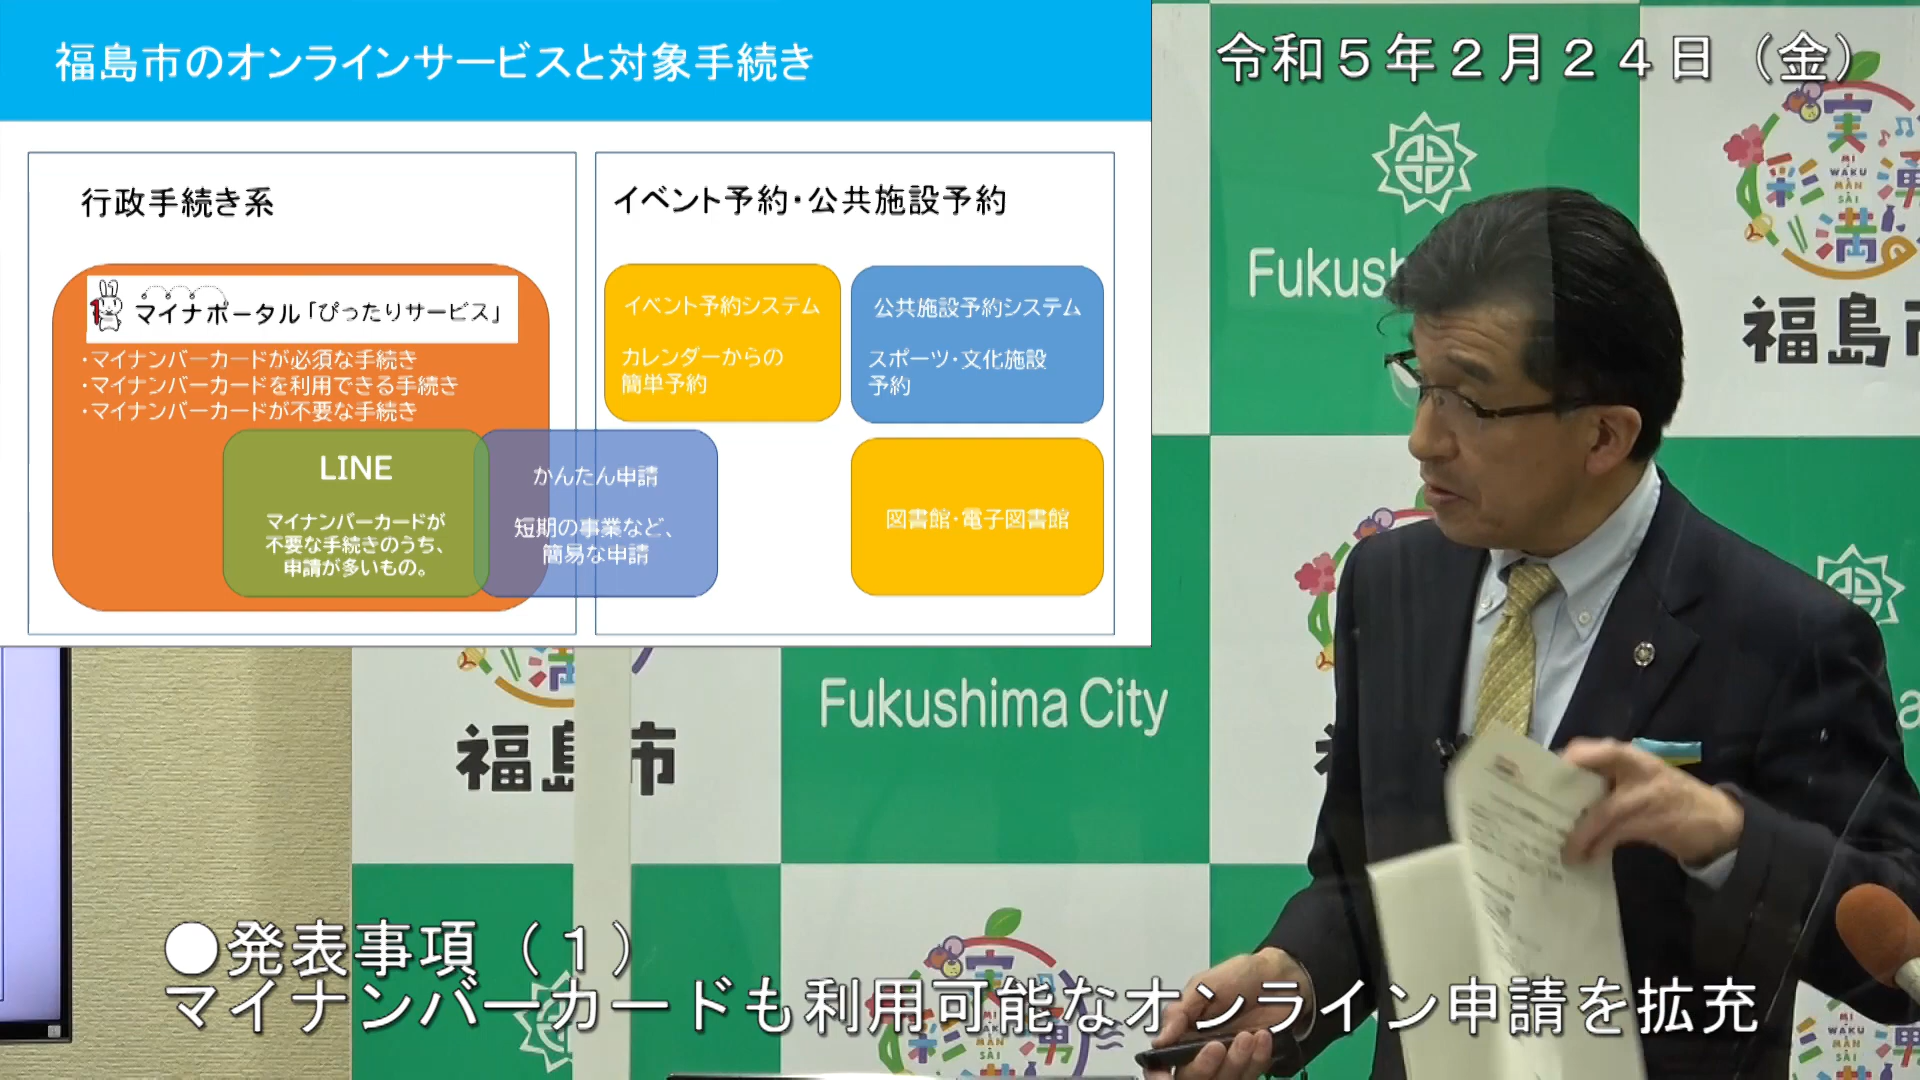 福島市のオンラインサービスと対象手続き
令和５年２月２４日（金）
行政手続き系
マイナポータル「ぴったりサービス」
・マイナンバーカードが必須な手続き
・マイナンバーカードを利用できる手続き
・マイナンバーカードが不要な手続き
LINE
マイナンバーカードが
不要な手続きのうち、
申請が多いもの。
かんたん申請
短期の事業など、
簡易な申請
イベント予約・公共施設予約
イベント予約システム
カレンダーからの
簡単予約
公共施設予約システム
スポーツ・文化施設
予約
図書館・電子図書館
実
MI
WAKU
MAN
SAI
彩
湧
満
福島市
福島市
Fukushima City
●発表事項（１）
マイナンバーカードも利用可能なオンライン申請を拡充